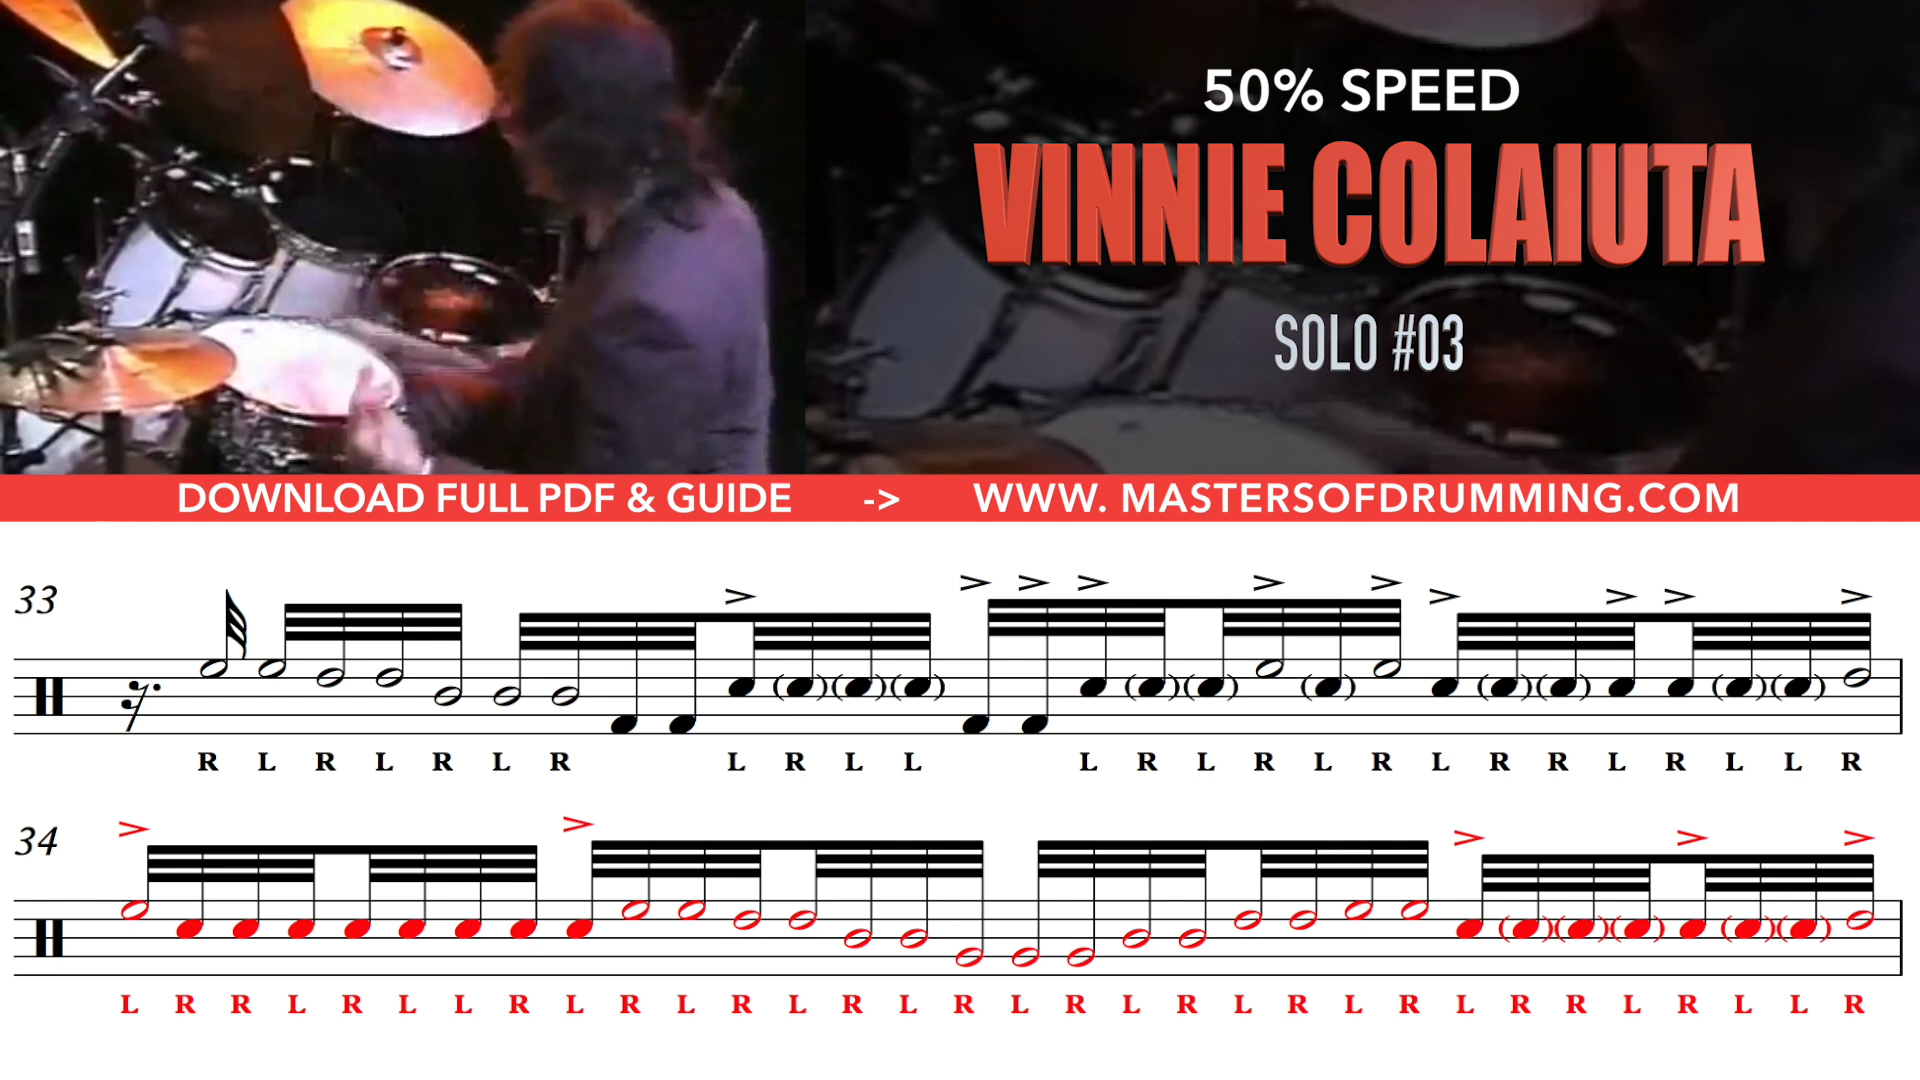 50% SPEED
VINNIE COLAIUTA
SOLO #03
DOWNLOAD FULL PDF & GUIDE -> WWW. MASTERSOFDRUMMING.COM
33
R L R L R L R L R L L L R L R L R L R R L R L L R
34
L R R L R L L R L R L R L R L R L R L R L R L R L R R L R L L R